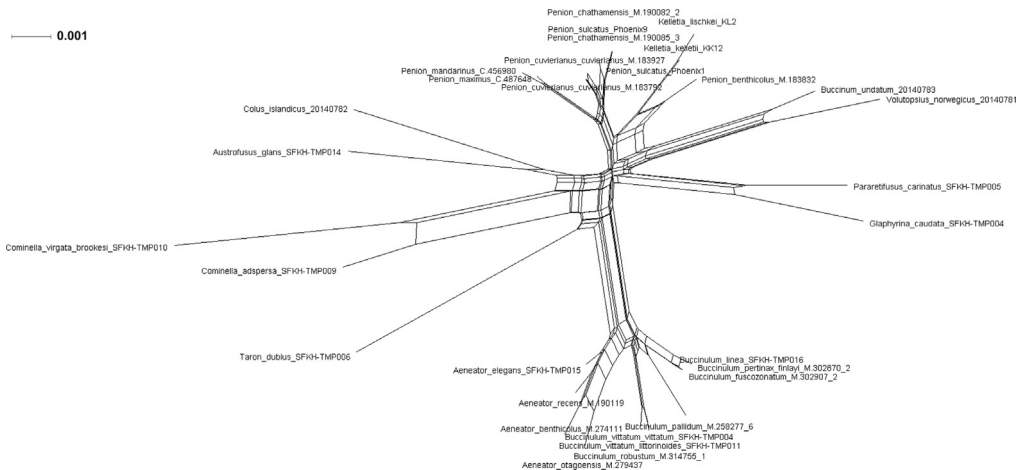 Penion_chathamensis_M.190082_2
Kelletia_lischkei_KL2
Penion_sulcatus_Phoenix9
0.001
Penion_chathamensis_M.190085_3
Kelletia_kelletii_KK12
Penion_cuvierianus_cuvierianus_M.183927
Penion_mandarinus_C.456980
Penion_sulcatus_Phoenix1
Penion_maximus_C.487648
Penion_benthicolus_M.183832
Penion_cuvierianus_cuvierianus_M.183792
Buccinum_undatum_20140783
Volutopsius_norwegicus_20140781
Colus_islandicus_20140782
Austrofusus_glans_SFKH-TMP014
Pararetifusus_carinatus_SFKH-TMP005
Glaphyrina_caudata_SFKH-TMP004
Cominella_virgata_brookesi_SFKH-TMP010
Cominella_adspersa_SFKH-TMP009
Taron_dubius_SFKH-TMP006
Buccinulum_linea_SFKH-TMP016
Aeneator_elegans_SFKH-TMP015
Buccinulum_pertinax_finlayi_M.302870_2
Buccinulum_fuscozonatum_M.302907_2
Aeneator_recens_M.190119
Aeneator_benthicolus_M.274111
Buccinulum_pallidum_M.258277_6
Buccinulum_vittatum_vittatum_SFKH-TMP004
Buccinulum_vittatum_littorinoides_SFKH-TMP011
Buccinulum_robustum_M.314755_1
Aeneator_otagoensis_M.279437